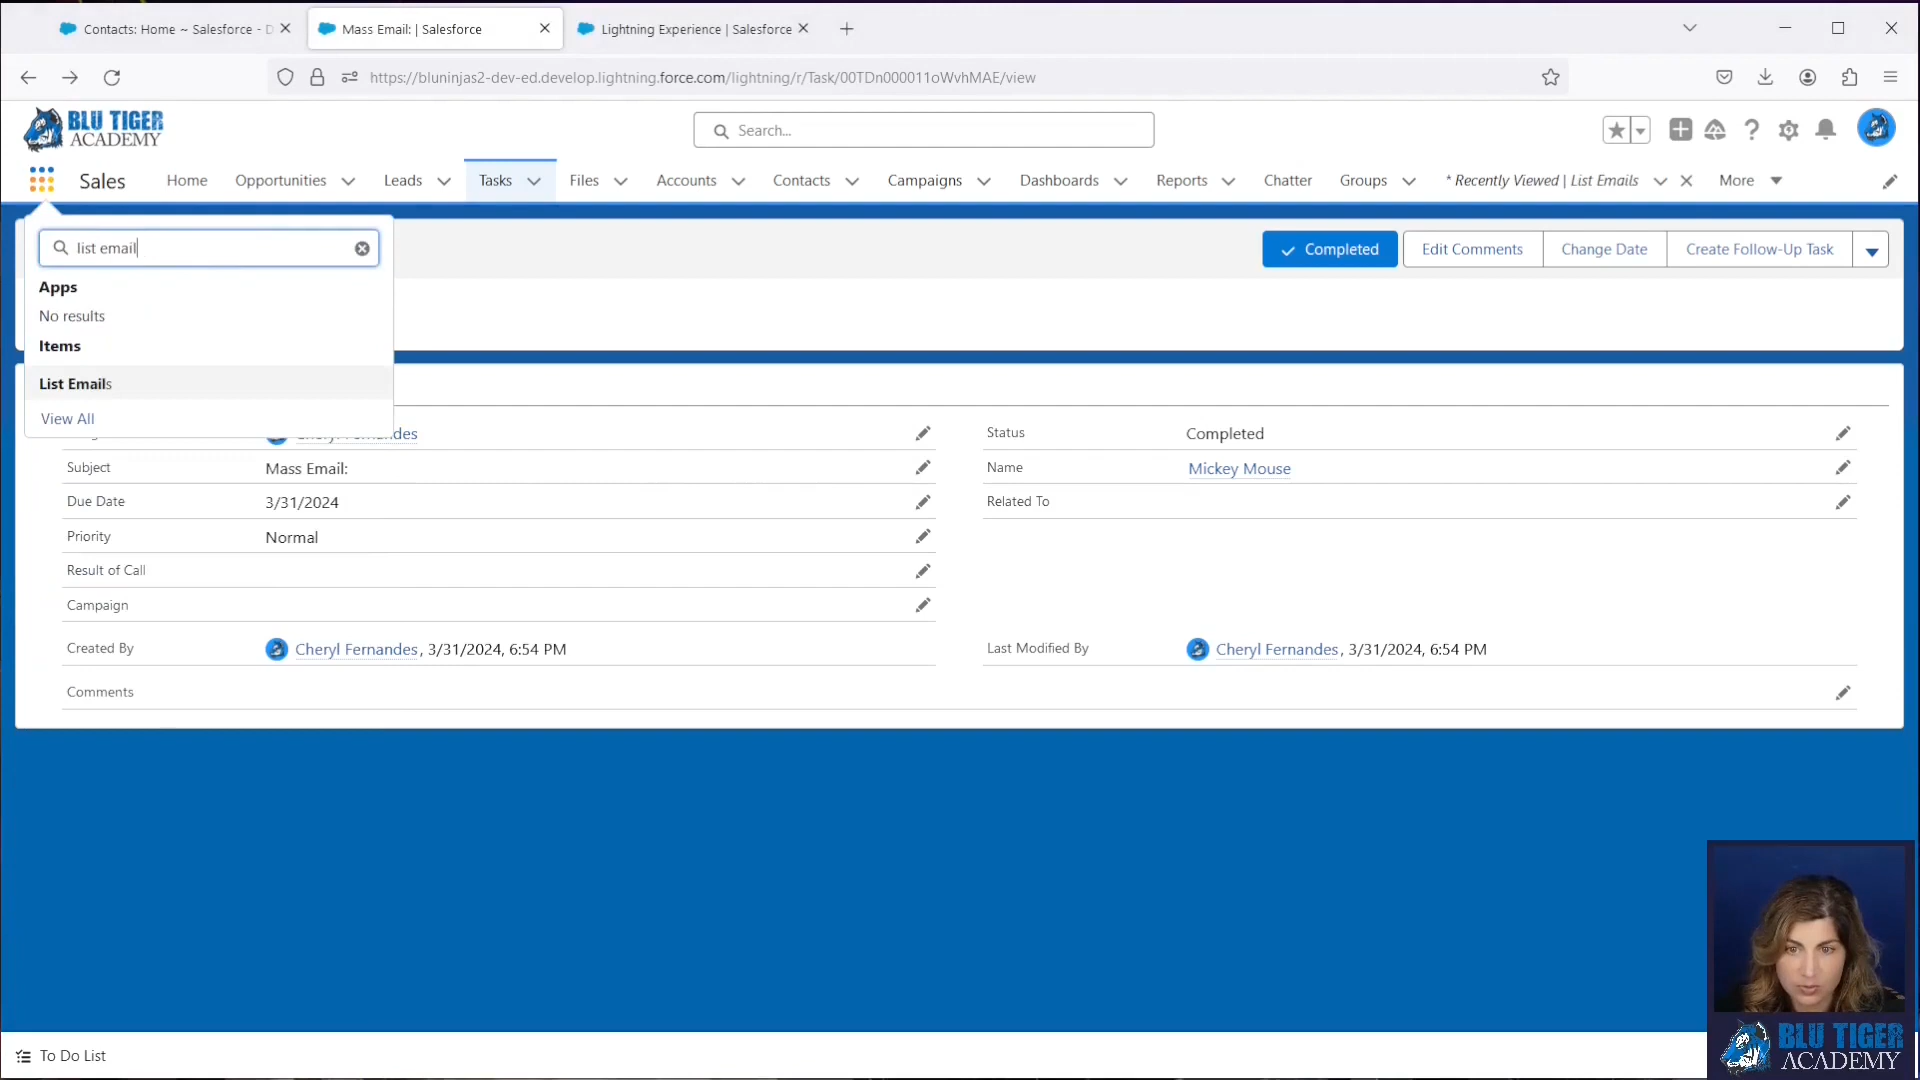 Contacts: Home ~ Salesforce - D
Mass Email: | Salesforce
Lightning Experience | Salesforce
https://bluninjas2-dev-ed.develop.lightning.force.com/lightning/r/Task/00TDn000011oWvhMAE/view
BLU TIGER
ACADEMY
Search...
Sales
Home
Opportunities
Leads
Tasks
Files
Accounts
Contacts
Campaigns
Dashboards
Reports
Chatter
Groups
* Recently Viewed | List Emails
More
list email
Completed
Edit Comments
Change Date
Create Follow-Up Task
Apps
No results
Items
List Emails
View All
Cheryl Fernandes
Status
Completed
Subject
Mass Email:
Name
Mickey Mouse
Due Date
3/31/2024
Related To
Priority
Normal
Result of Call
Campaign
Created By
Cheryl Fernandes, 3/31/2024, 6:54 PM
Last Modified By
Cheryl Fernandes, 3/31/2024, 6:54 PM
Comments
To Do List
BLU TIGER
ACADEMY